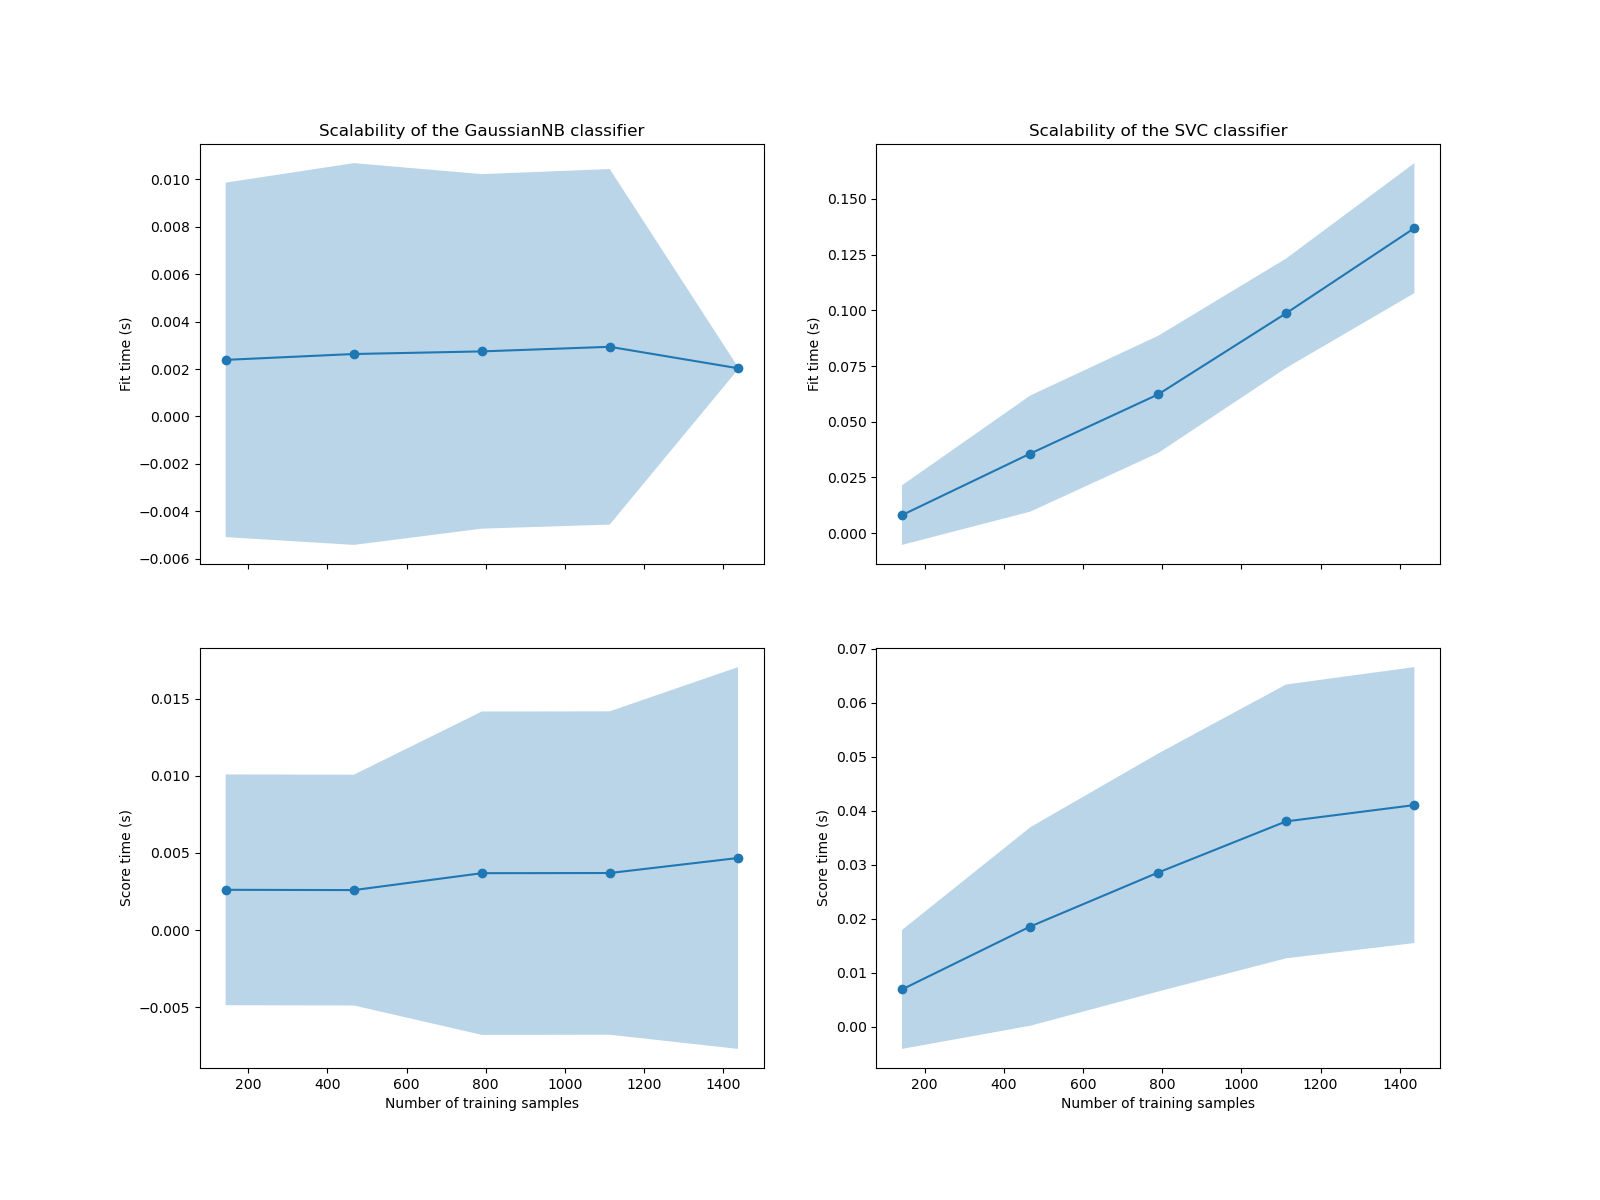 Scalability of the GaussianNB classifier
Fit time (s)
0.010
0.008
0.006
0.004
0.002
0.000
−0.002
−0.004
−0.006
Scalability of the SVC classifier
Fit time (s)
0.150
0.125
0.100
0.075
0.050
0.025
0.000
Score time (s)
0.015
0.010
0.005
0.000
−0.005
200 400 600 800 1000 1200 1400
Number of training samples
Score time (s)
0.07
0.06
0.05
0.04
0.03
0.02
0.01
0.00
200 400 600 800 1000 1200 1400
Number of training samples